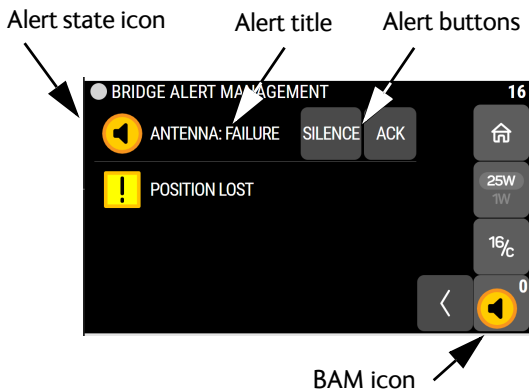 Alert state icon
Alert title
Alert buttons
BRIDGE ALERT MANAGEMENT
16
ANTENNA: FAILURE
SILENCE
ACK
POSITION LOST
25W
1W
16/c
0
BAM icon